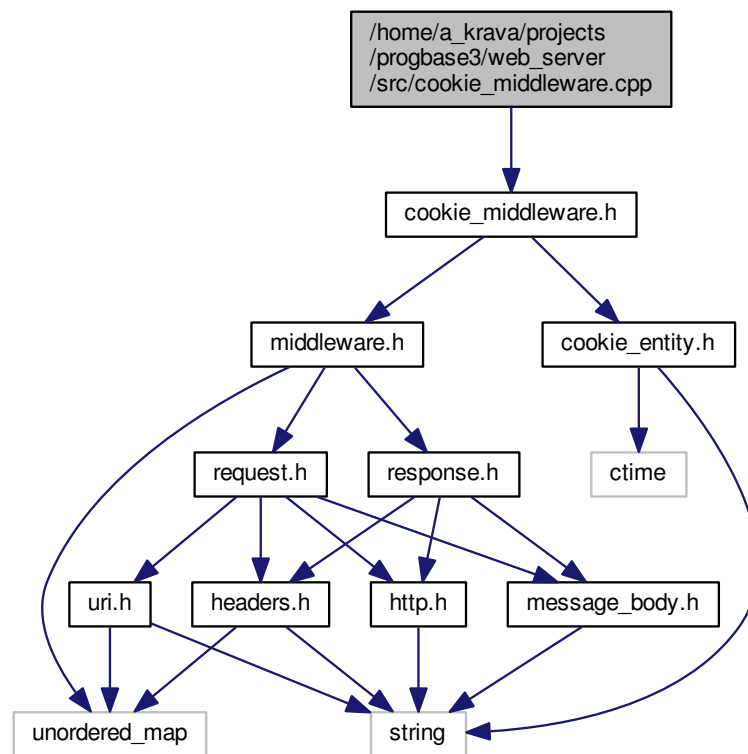 /home/a_krava/projects
/progbase3/web_server
/src/cookie_middleware.cpp
cookie_middleware.h
middleware.h
cookie_entity.h
request.h
response.h
ctime
uri.h
headers.h
http.h
message_body.h
unordered_map
string